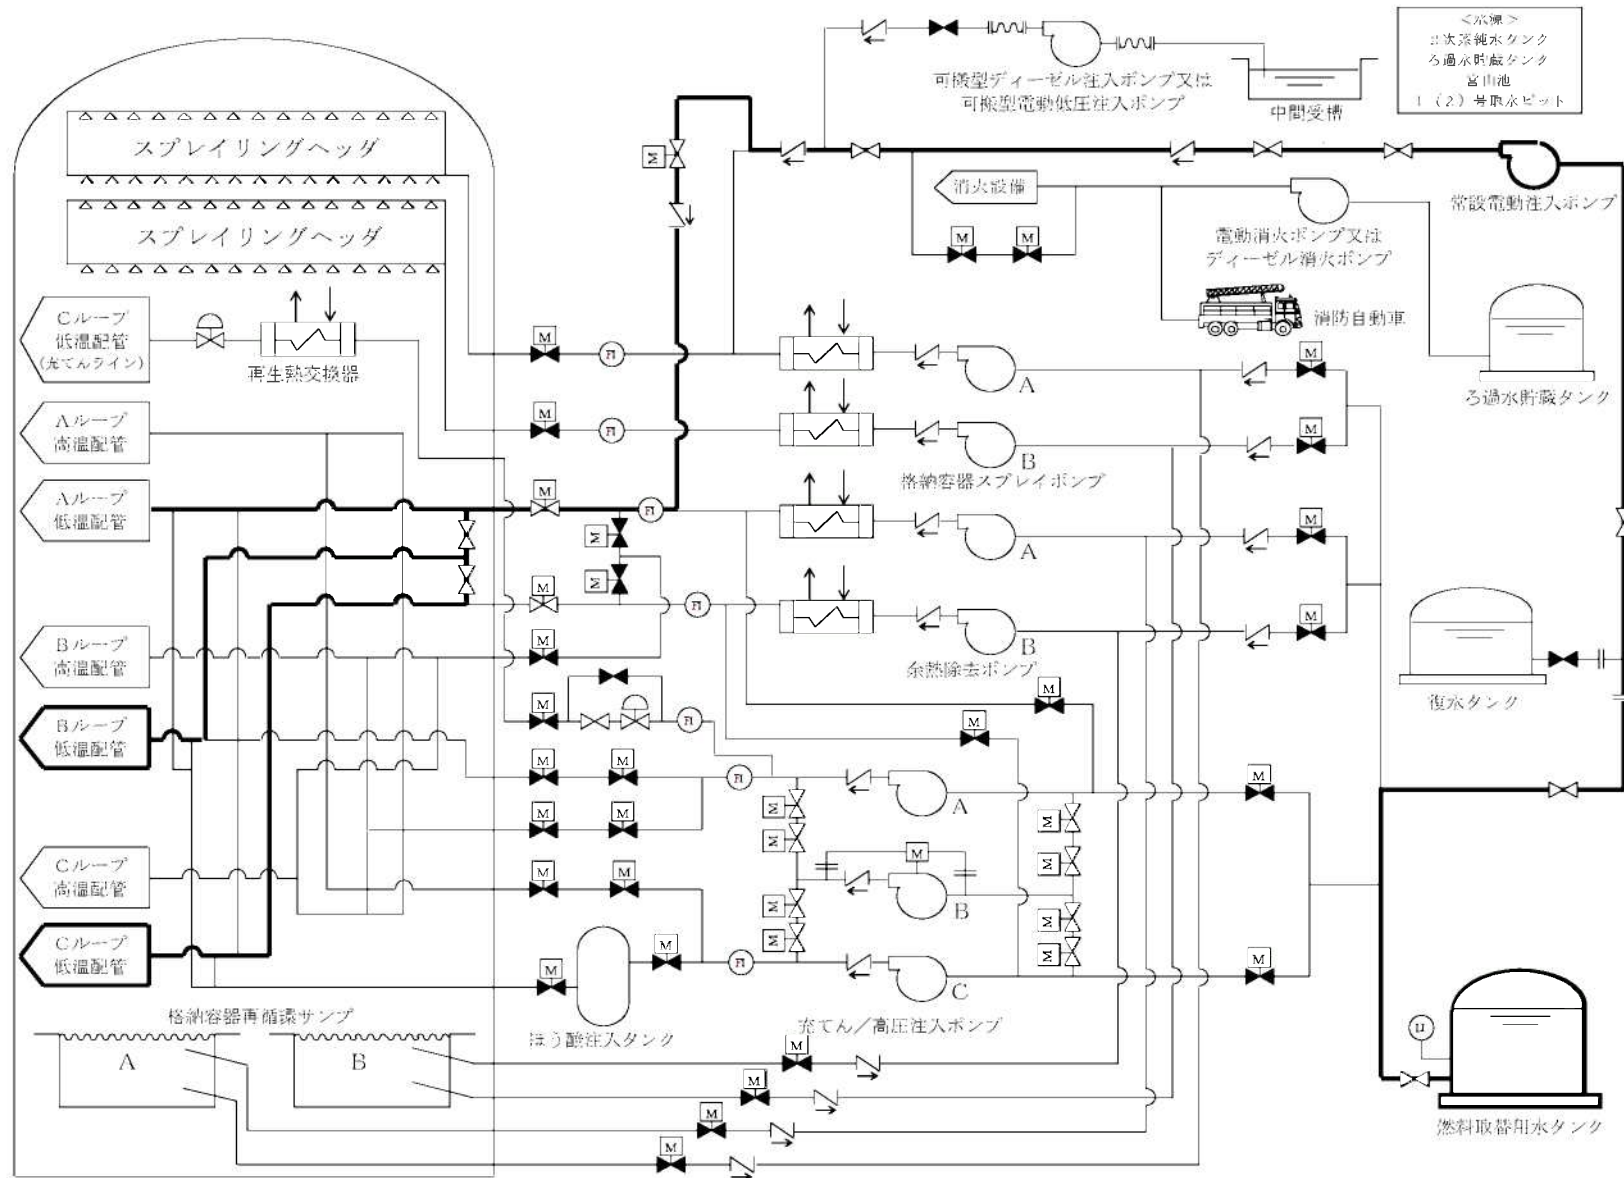 <水源>
2次系純水タンク
ろ過水貯蔵タンク
宮山池
1(2)号取水ピット
可搬型ディーゼル注入ポンプ又は
可搬型電動低圧注入ポンプ
中間受槽
スプレイリングヘッダ
スプレイリングヘッダ
M
消火設備
常設電動注入ポンプ
電動消火ポンプ又は
ディーゼル消火ポンプ
M
M
消防自動車
ろ過水貯蔵タンク
Cループ
低温配管
(充てんライン)
再生熱交換器
M
FI
A
M
Aループ
高温配管
M
FI
B
M
格納容器スプレイポンプ
Aループ
低温配管
M
FI
M
A
M
M
M
FI
B
M
余熱除去ポンプ
復水タンク
Bループ
高温配管
M
Bループ
低温配管
M
FI
M
M
M
M
FI
A
M
M
M
M
M
M
M
M
M
Cループ
高温配管
M
M
B
M
M
M
M
Cループ
低温配管
M
M
FI
C
M
ほう酸注入タンク
充てん/高圧注入ポンプ
格納容器再循環サンプ
A
B
M
M
M
M
LI
燃料取替用水タンク